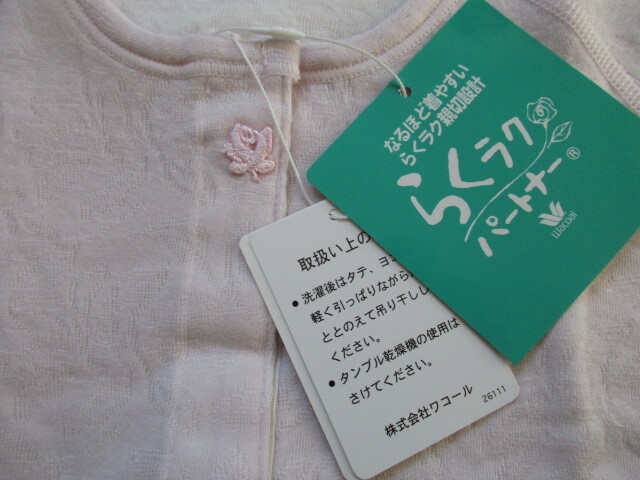 なるほど着やすい
らくラク親切設計
らくラク
パートナー®
Wacoal
取扱い上の
●洗濯後はタテ、ヨコ
軽く引っぱりながら
ととのえて吊り干し
ください。
●タンブル乾燥機の使用は
さけてください。
株式会社ワコール
26111